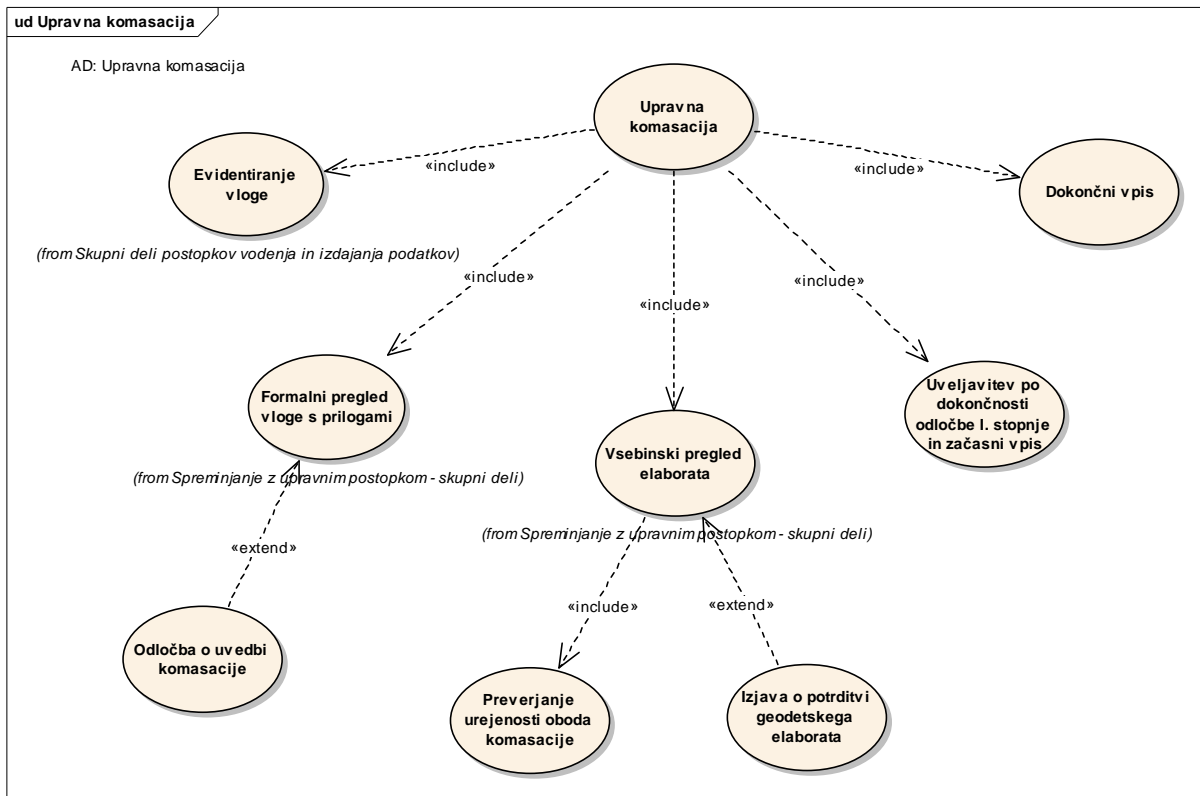 ud Upravna komasacija
AD: Upravna komasacija
Upravna
komasacija
Evidentiranje
vloge
«include»
«include»
Dokončni vpis
(from Skupni deli postopkov vodenja in izdajanja podatkov)
«include»
«include»
«include»
Formalni pregled
vloge s prilogami
Uveljavitev po
dokončnosti
odločbe I. stopnje
in začasni vpis
Vsebinski pregled
elaborata
(from Spreminjanje z upravnim postopkom - skupni deli)
(from Spreminjanje z upravnim postopkom - skupni deli)
«extend»
«include»
«extend»
Odločba o uvedbi
komasacije
Preverjanje
urejenosti oboda
komasacije
Izjava o potrditvi
geodetskega
elaborata